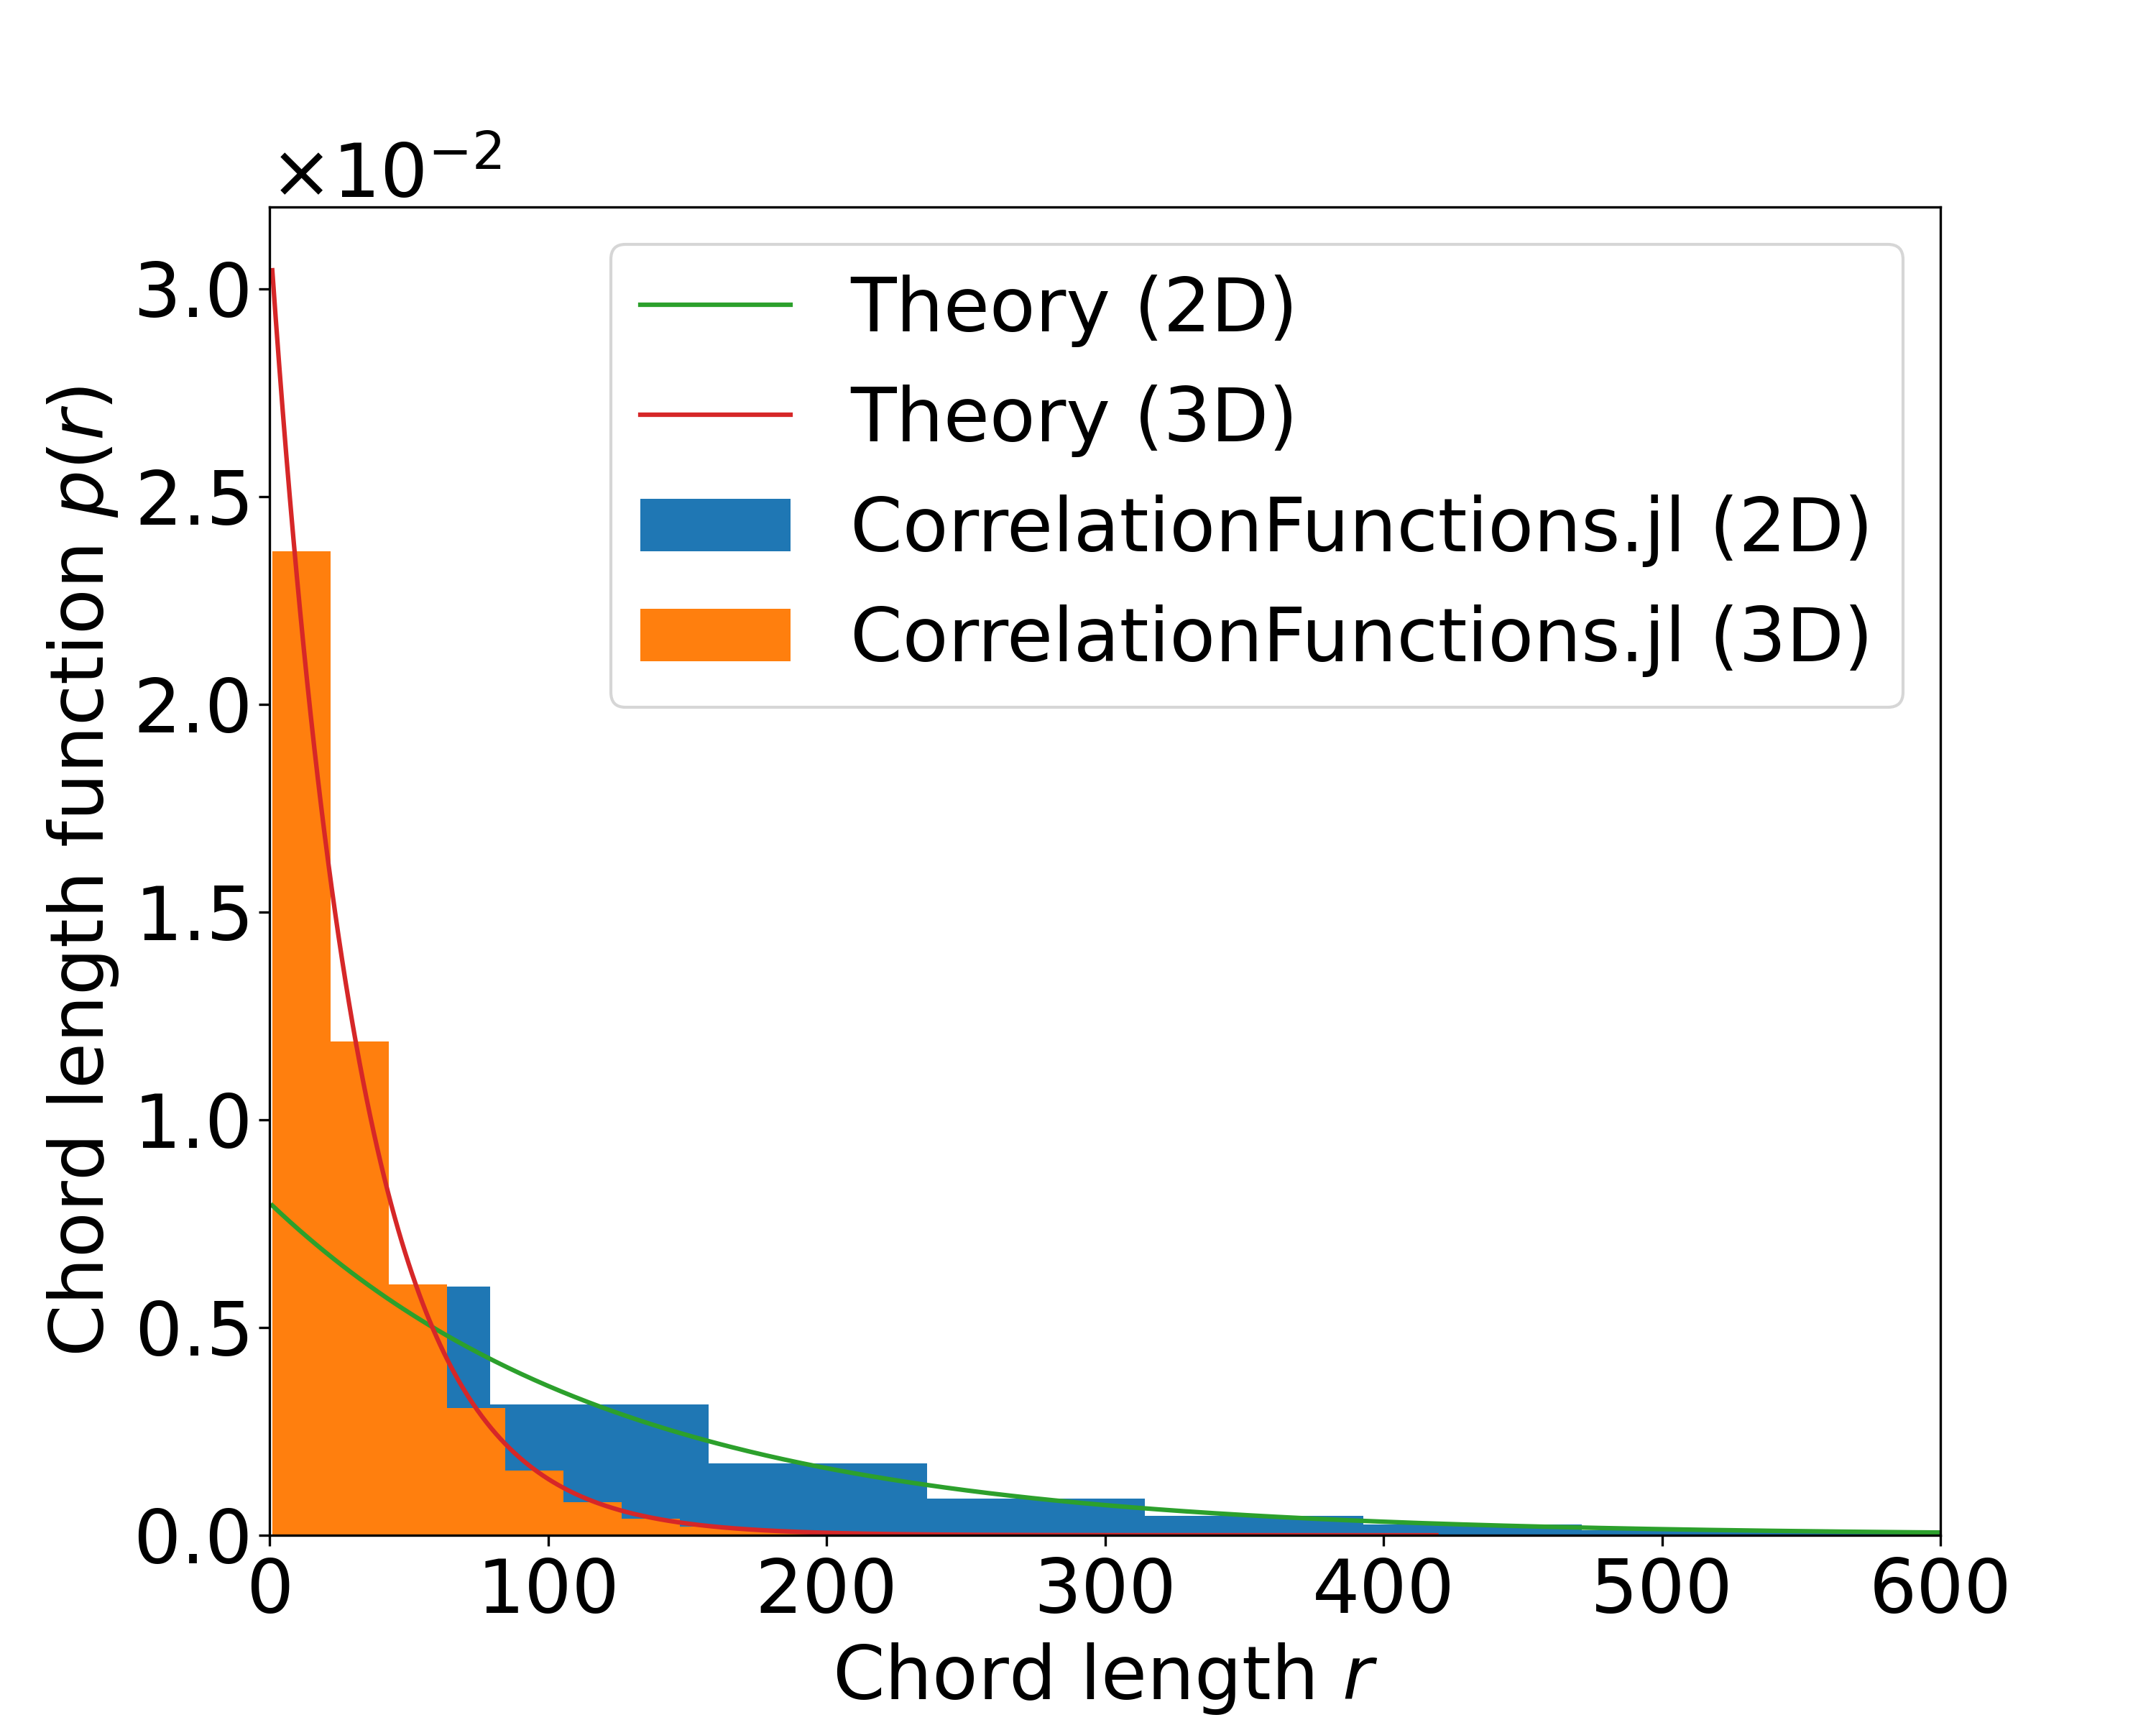 ×10⁻²
3.0
2.5
2.0
1.5
1.0
0.5
0.0
Chord length function p(r)
Theory (2D)
Theory (3D)
CorrelationFunctions.jl (2D)
CorrelationFunctions.jl (3D)
0 100 200 300 400 500 600
Chord length r